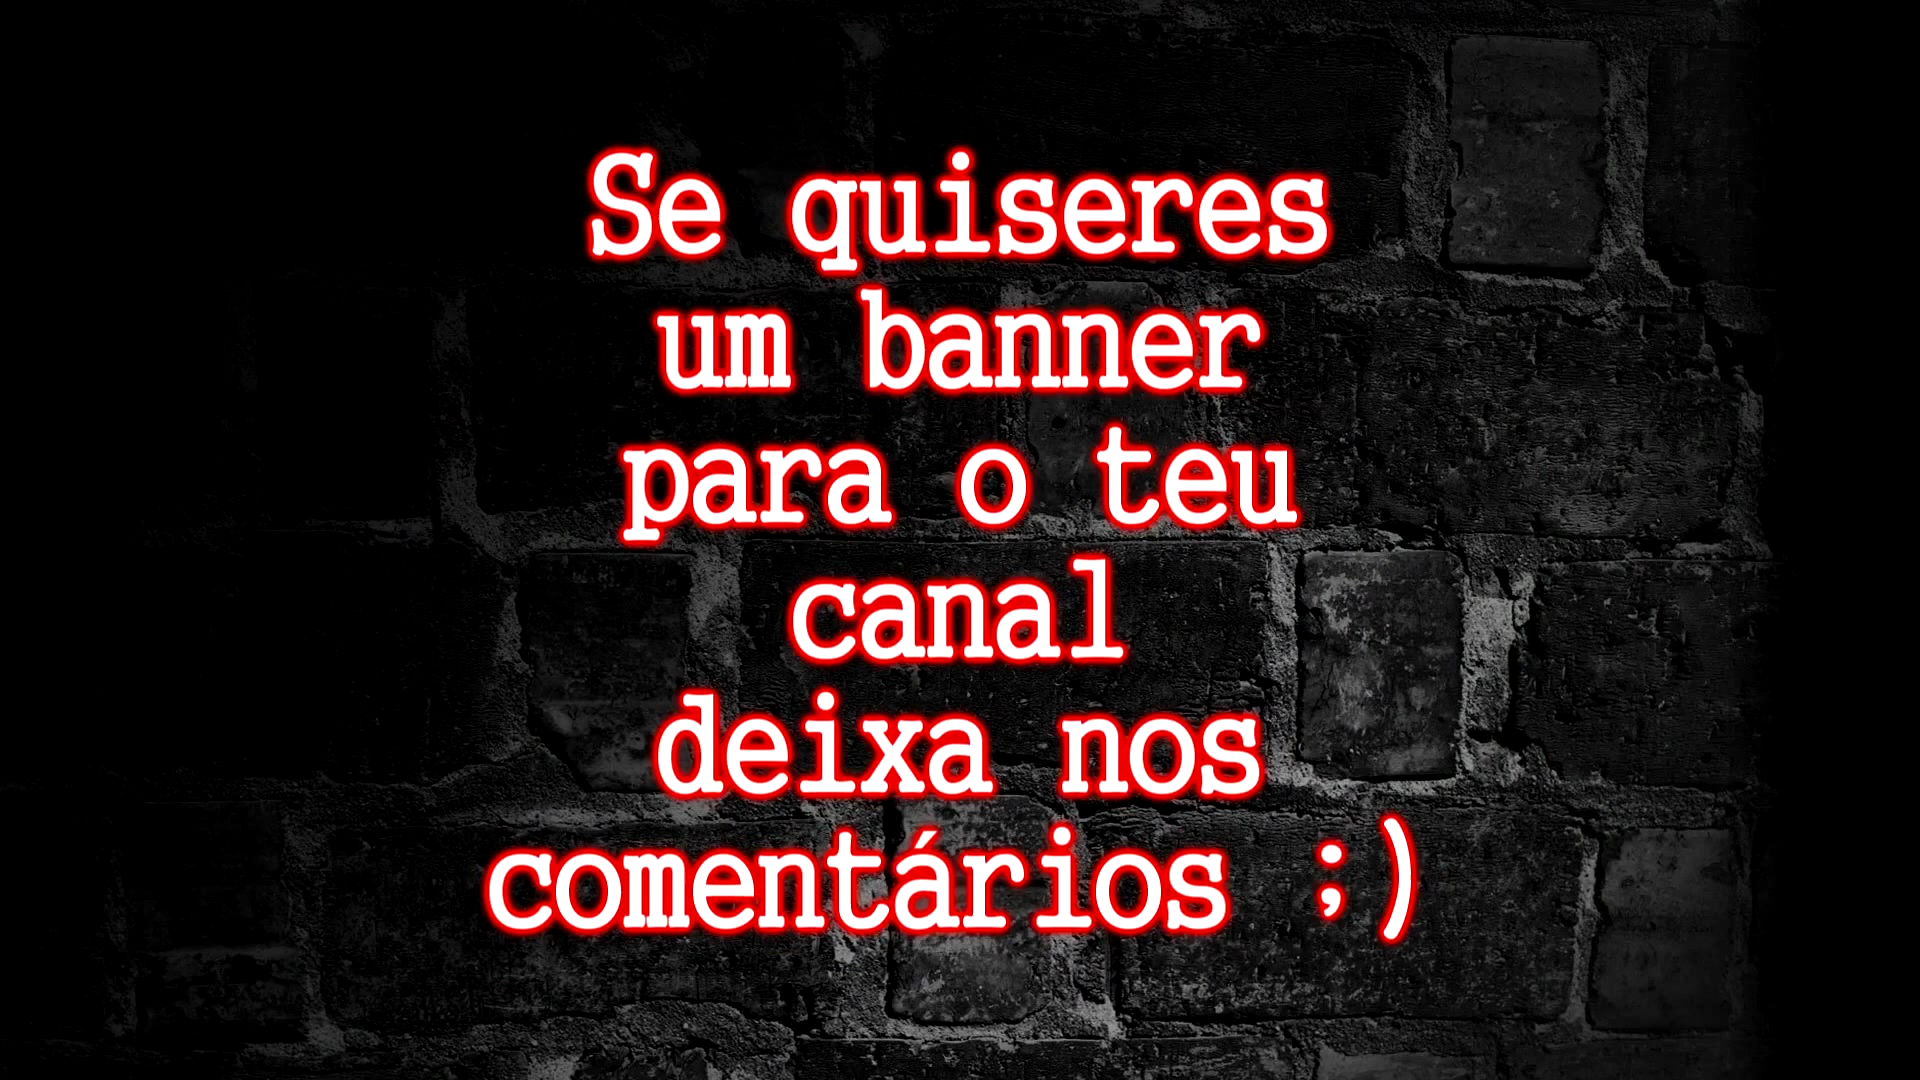 Se quiseres
um banner
para o teu
canal
deixa nos
comentários ;)